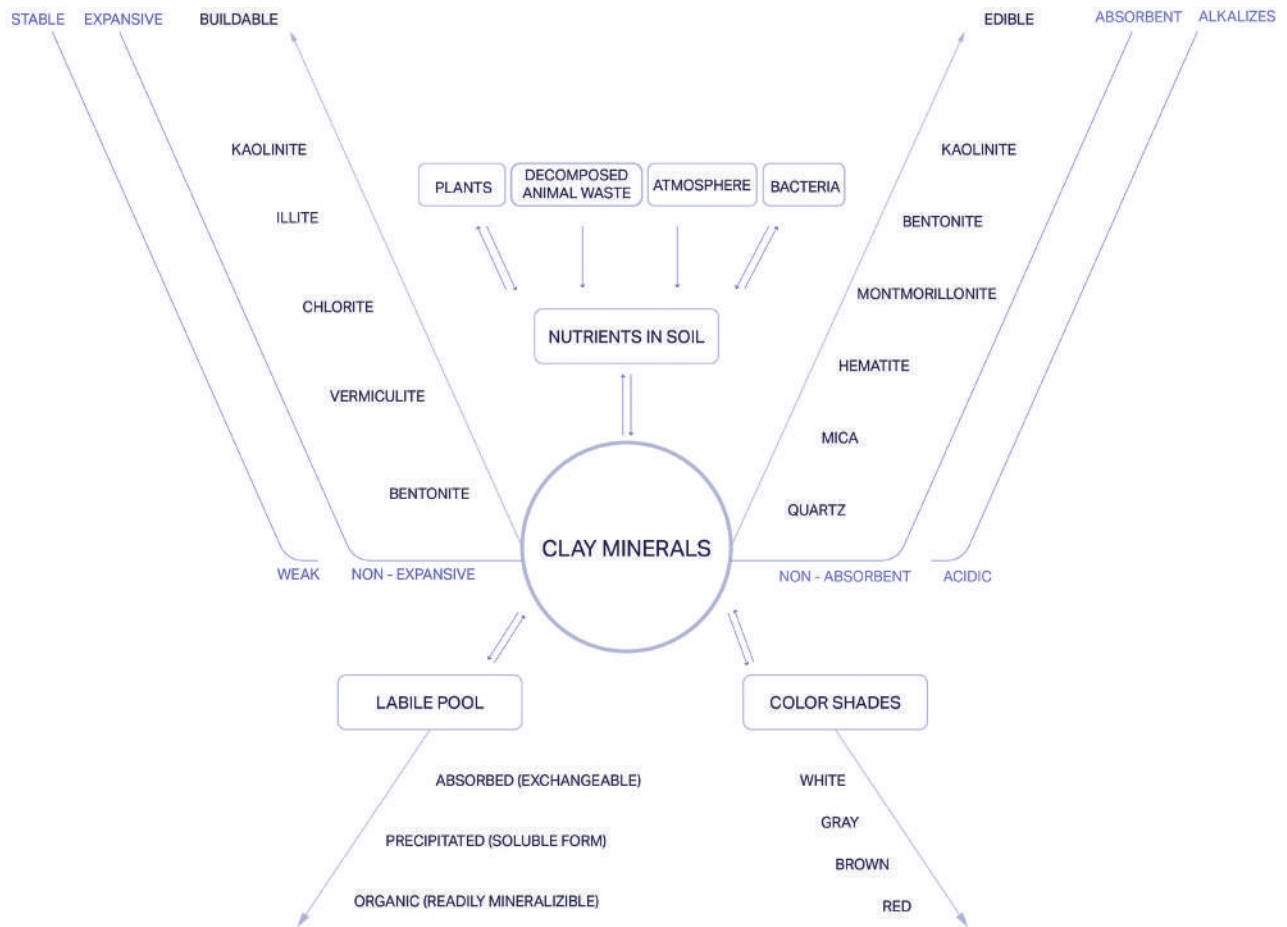 STABLE EXPANSIVE BUILDABLE EDIBLE ABSORBENT ALKALIZES
KAOLINITE
ILLITE
CHLORITE
VERMICULITE
BENTONITE
WEAK NON - EXPANSIVE
PLANTS
DECOMPOSED
ANIMAL WASTE
ATMOSPHERE
BACTERIA
NUTRIENTS IN SOIL
CLAY MINERALS
KAOLINITE
BENTONITE
MONTMORILLONITE
HEMATITE
MICA
QUARTZ
NON - ABSORBENT ACIDIC
LABILE POOL
ABSORBED (EXCHANGEABLE)
PRECIPITATED (SOLUBLE FORM)
ORGANIC (READILY MINERALIZIBLE)
COLOR SHADES
WHITE
GRAY
BROWN
RED